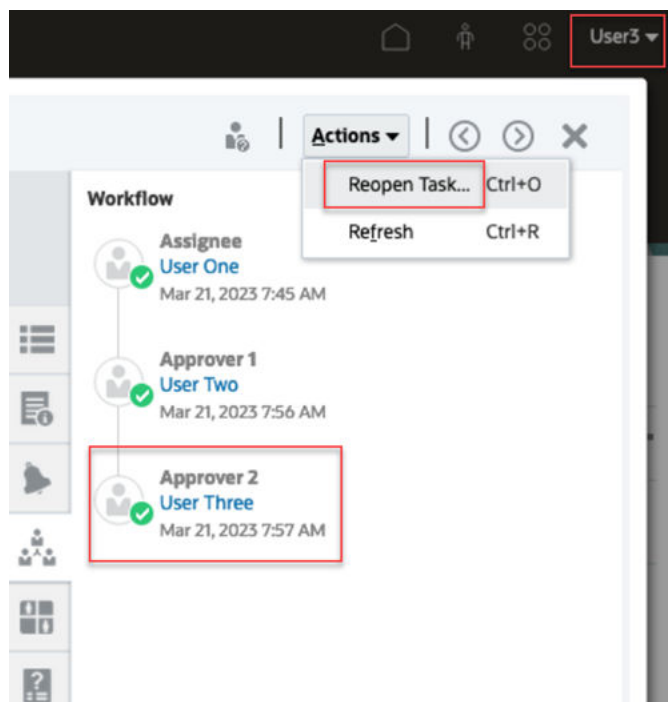 User3
Actions
Reopen Task... Ctrl+O
Refresh Ctrl+R
Workflow
Assignee
User One
Mar 21, 2023 7:45 AM
Approver 1
User Two
Mar 21, 2023 7:56 AM
Approver 2
User Three
Mar 21, 2023 7:57 AM